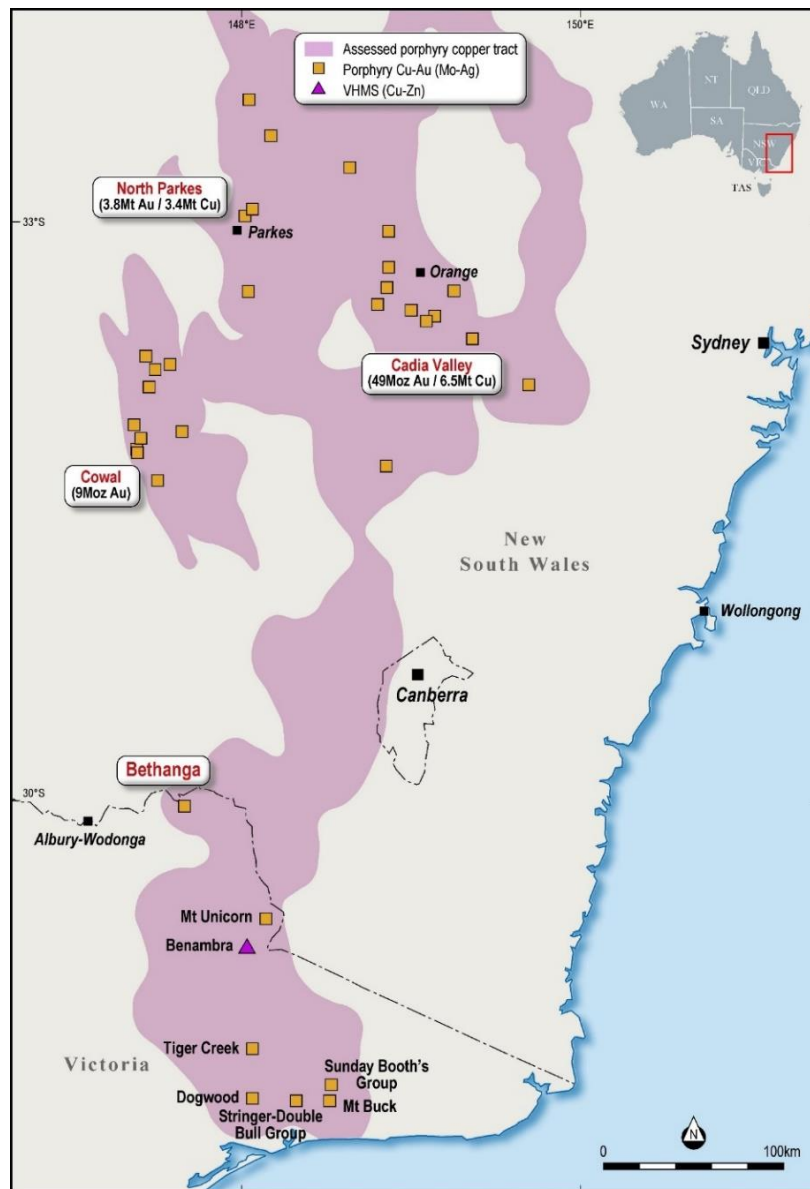 148°E
150°E
Assessed porphyry copper tract
Porphyry Cu-Au (Mo-Ag)
VHMS (Cu-Zn)
WA
NT
QLD
SA
NSW
VIC
TAS
North Parkes
(3.8Mt Au / 3.4Mt Cu)
33°S
Parkes
Orange
Sydney
Cadia Valley
(49Moz Au / 6.5Mt Cu)
Cowal
(9Moz Au)
New
South Wales
Wollongong
Canberra
Bethanga
30°S
Albury-Wodonga
Mt Unicorn
Benambra
Victoria
Tiger Creek
Sunday Booth's
Group
Dogwood
Mt Buck
Stringer-Double
Bull Group
N
0
100km